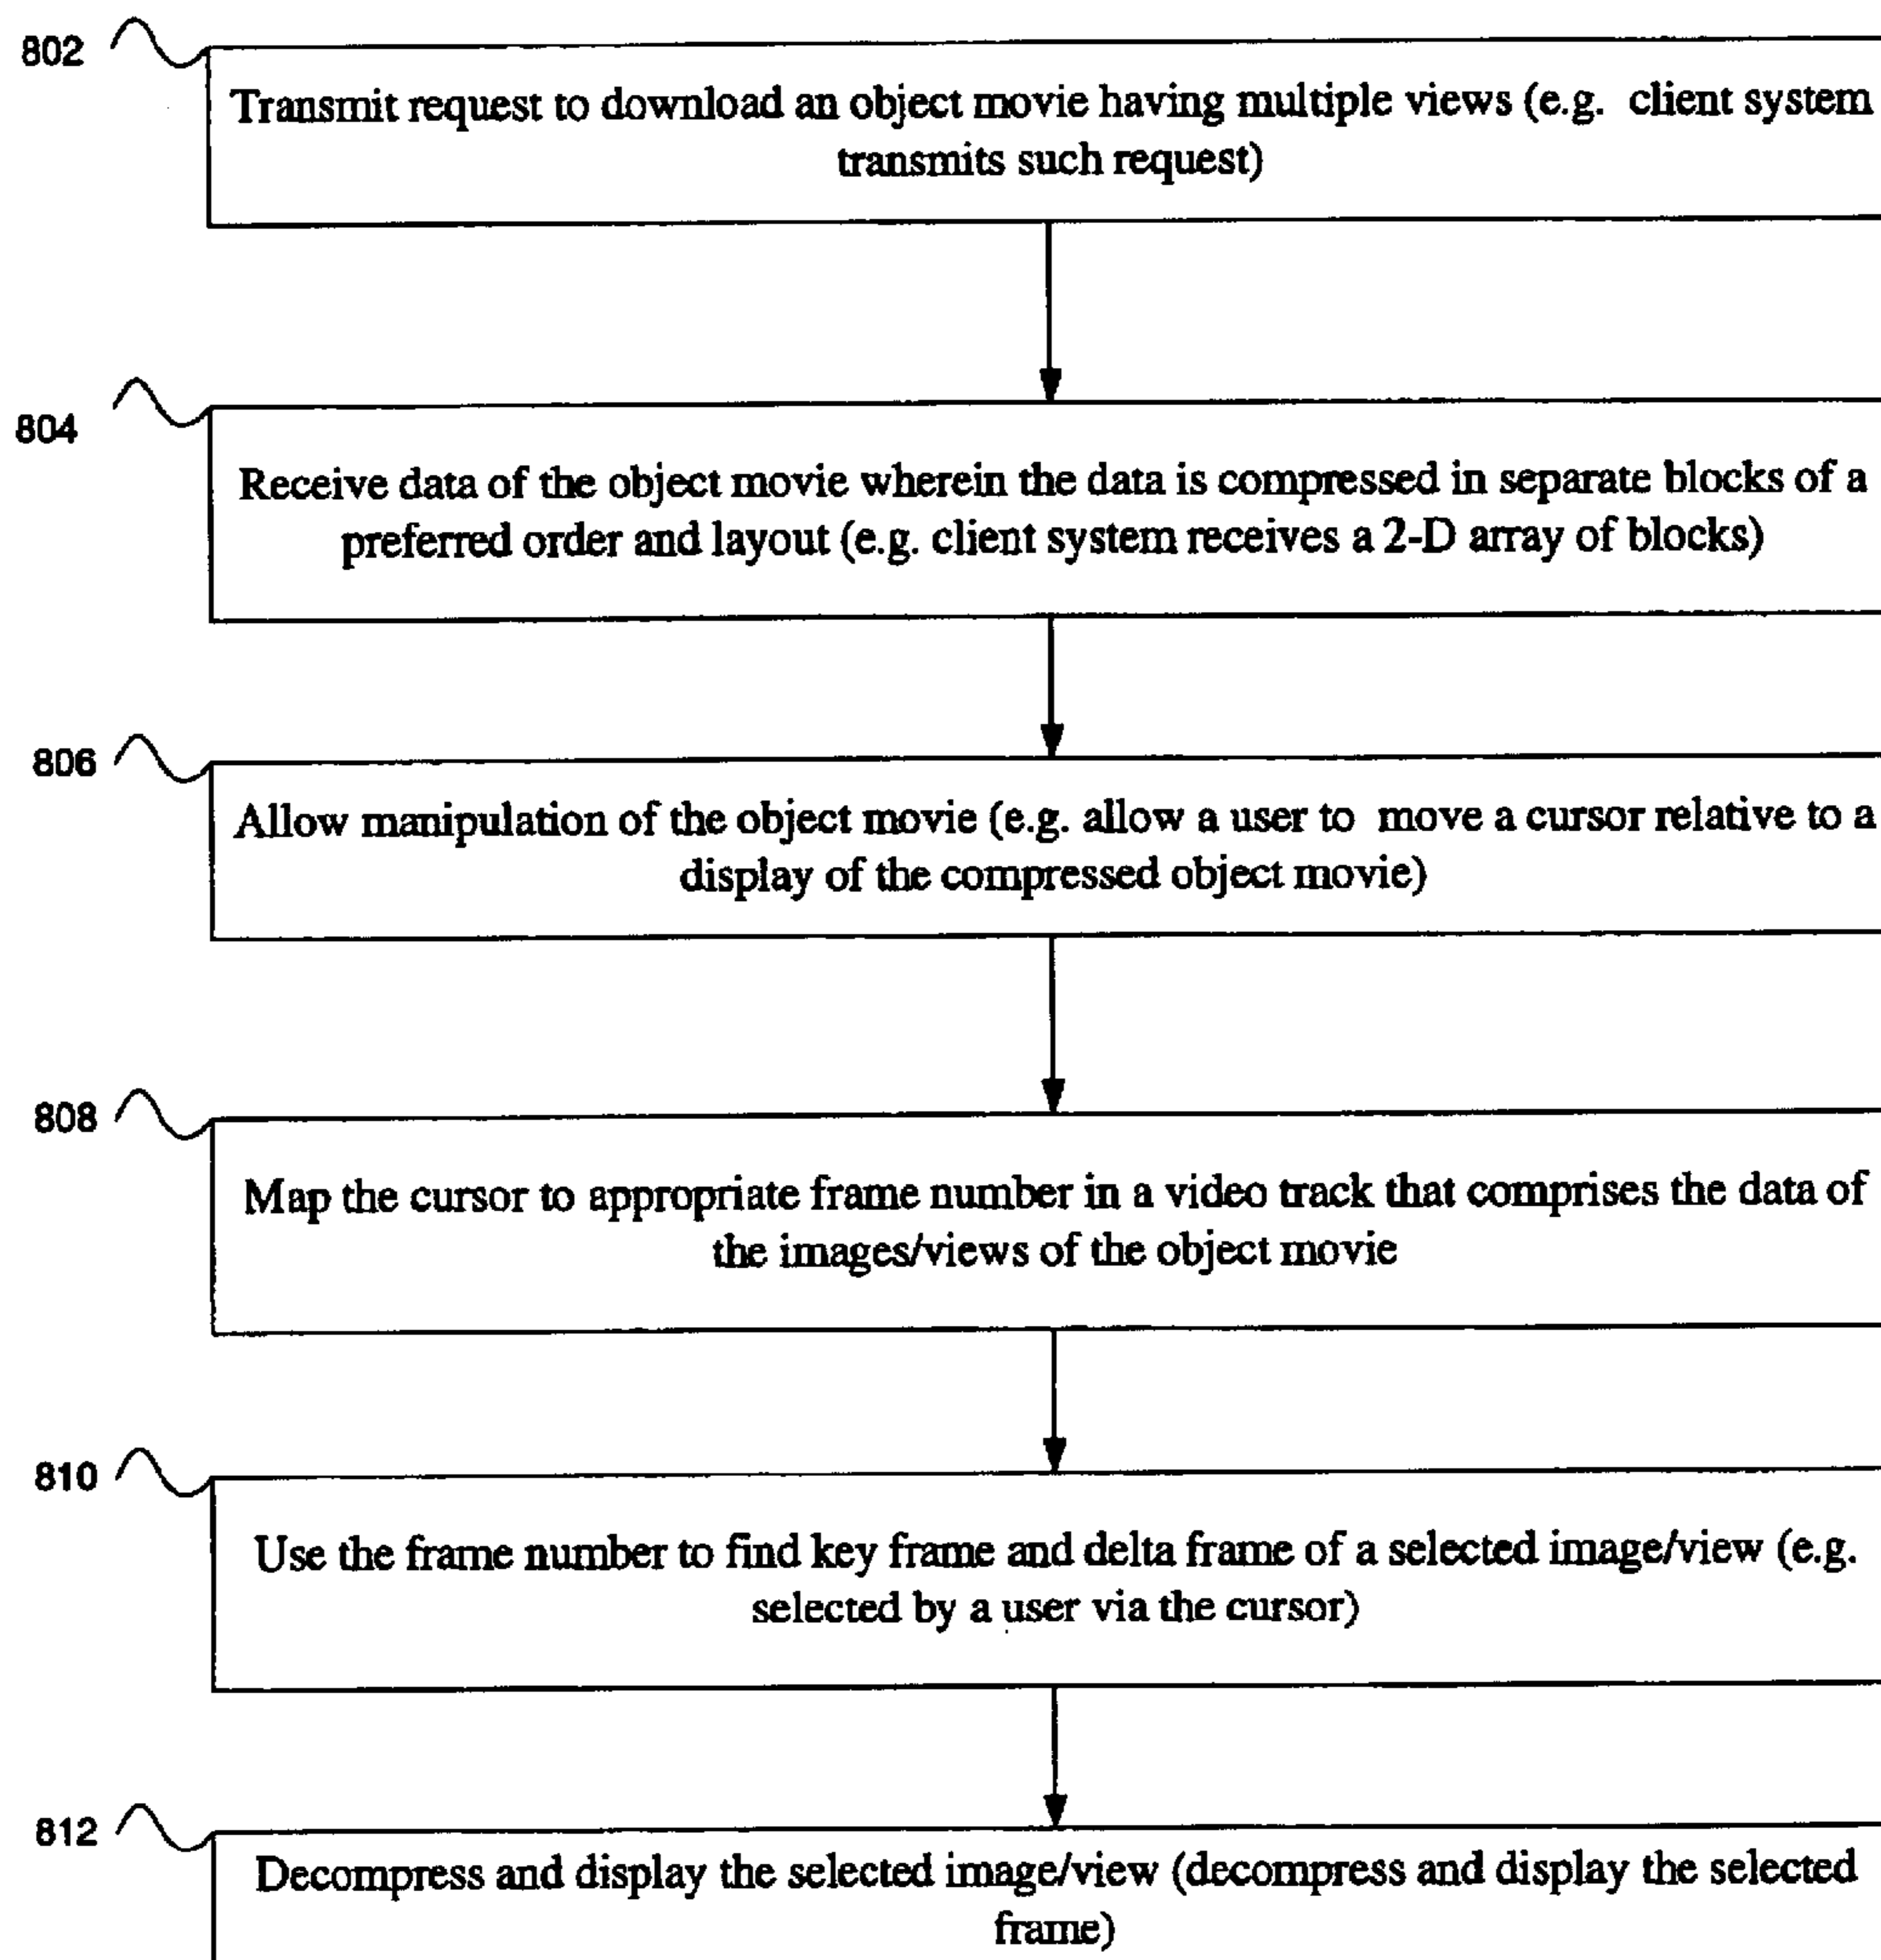 802
Transmit request to download an object movie having multiple views (e.g. client system
transmits such request)
804
Receive data of the object movie wherein the data is compressed in separate blocks of a
preferred order and layout (e.g. client system receives a 2-D array of blocks)
806
Allow manipulation of the object movie (e.g. allow a user to move a cursor relative to a
display of the compressed object movie)
808
Map the cursor to appropriate frame number in a video track that comprises the data of
the images/views of the object movie
810
Use the frame number to find key frame and delta frame of a selected image/view (e.g.
selected by a user via the cursor)
812
Decompress and display the selected image/view (decompress and display the selected
frame)